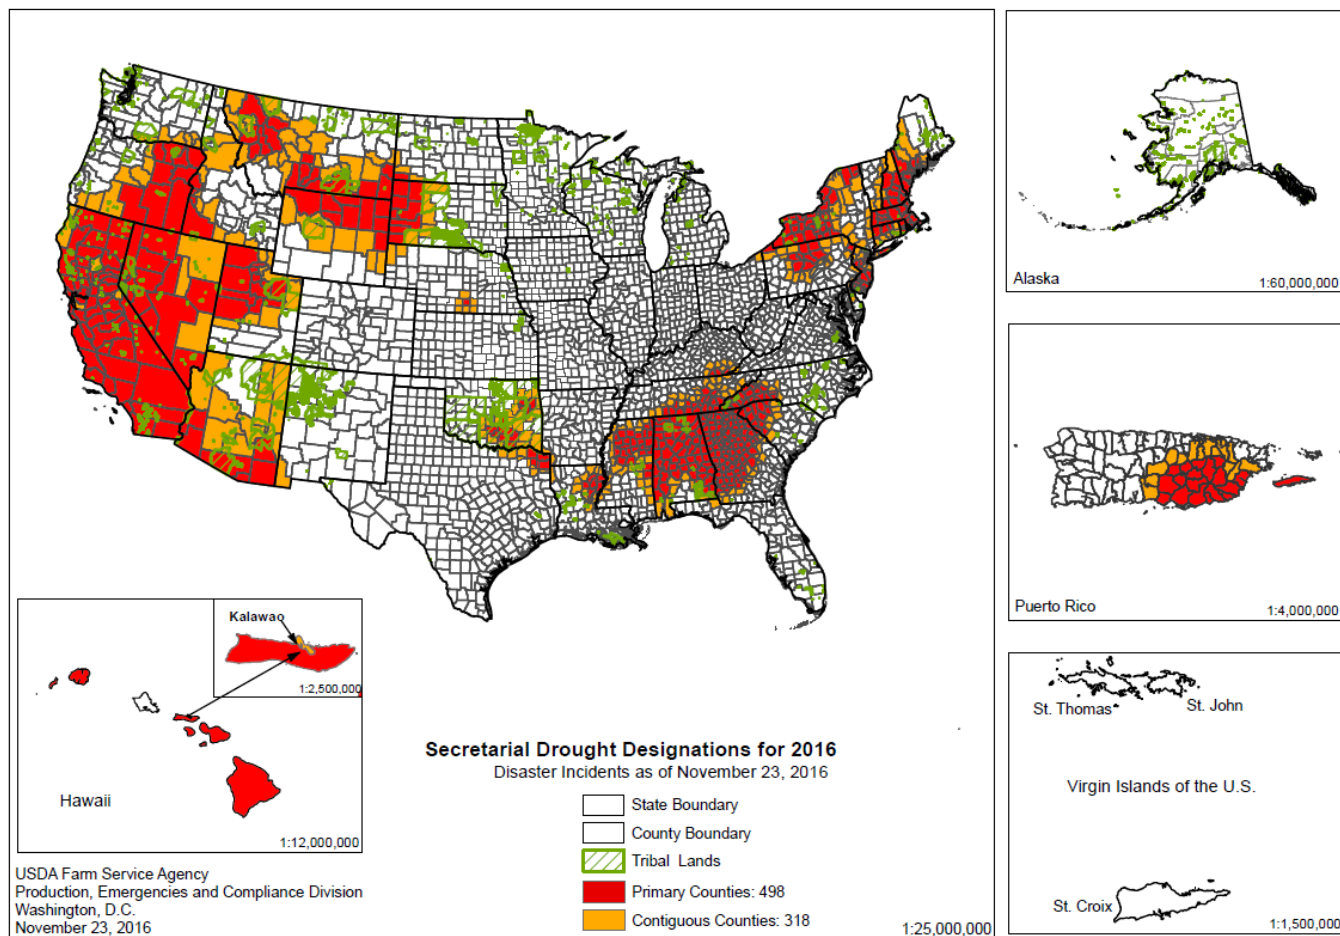 Alaska
1:60,000,000
Puerto Rico
1:4,000,000
Kalawao
1:2,500,000
Hawaii
1:12,000,000
St. Thomas
St. John
Virgin Islands of the U.S.
St. Croix
1:1,500,000
Secretarial Drought Designations for 2016
Disaster Incidents as of November 23, 2016
State Boundary
County Boundary
Tribal Lands
Primary Counties: 498
Contiguous Counties: 318
1:25,000,000
USDA Farm Service Agency
Production, Emergencies and Compliance Division
Washington, D.C.
November 23, 2016